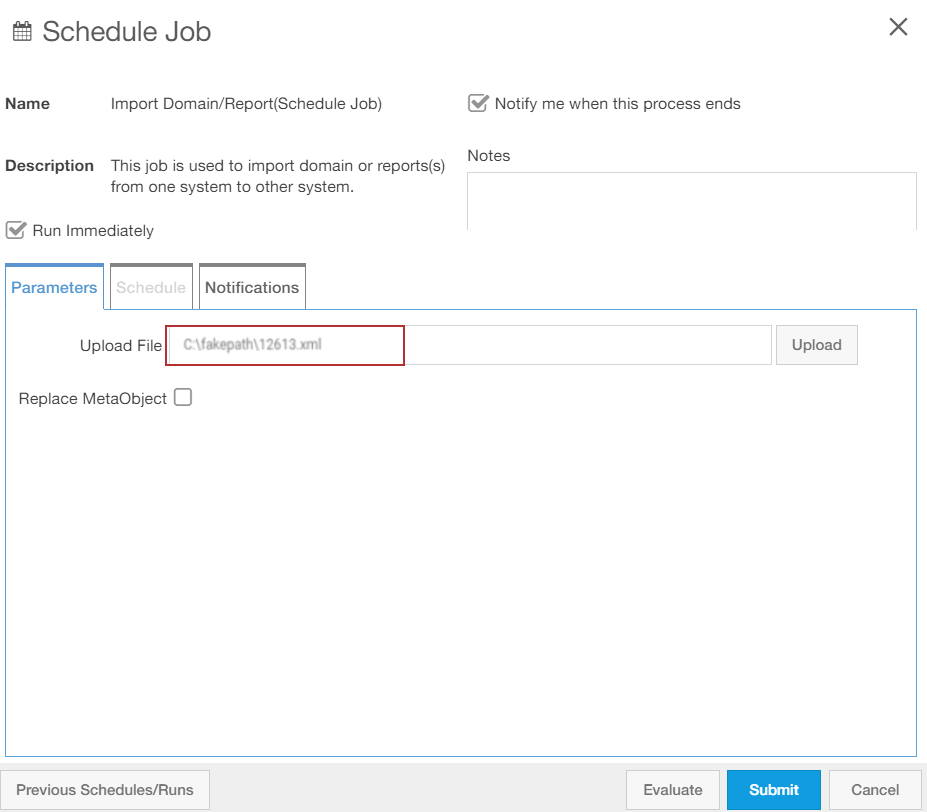 Schedule Job
Name Import Domain/Report(Schedule Job)
Notify me when this process ends
Description This job is used to import domain or reports(s)
from one system to other system.
Notes
Run Immediately
Parameters Schedule Notifications
Upload File C:\fakepath\12613.xml Upload
Replace MetaObject
Previous Schedules/Runs Evaluate Submit Cancel